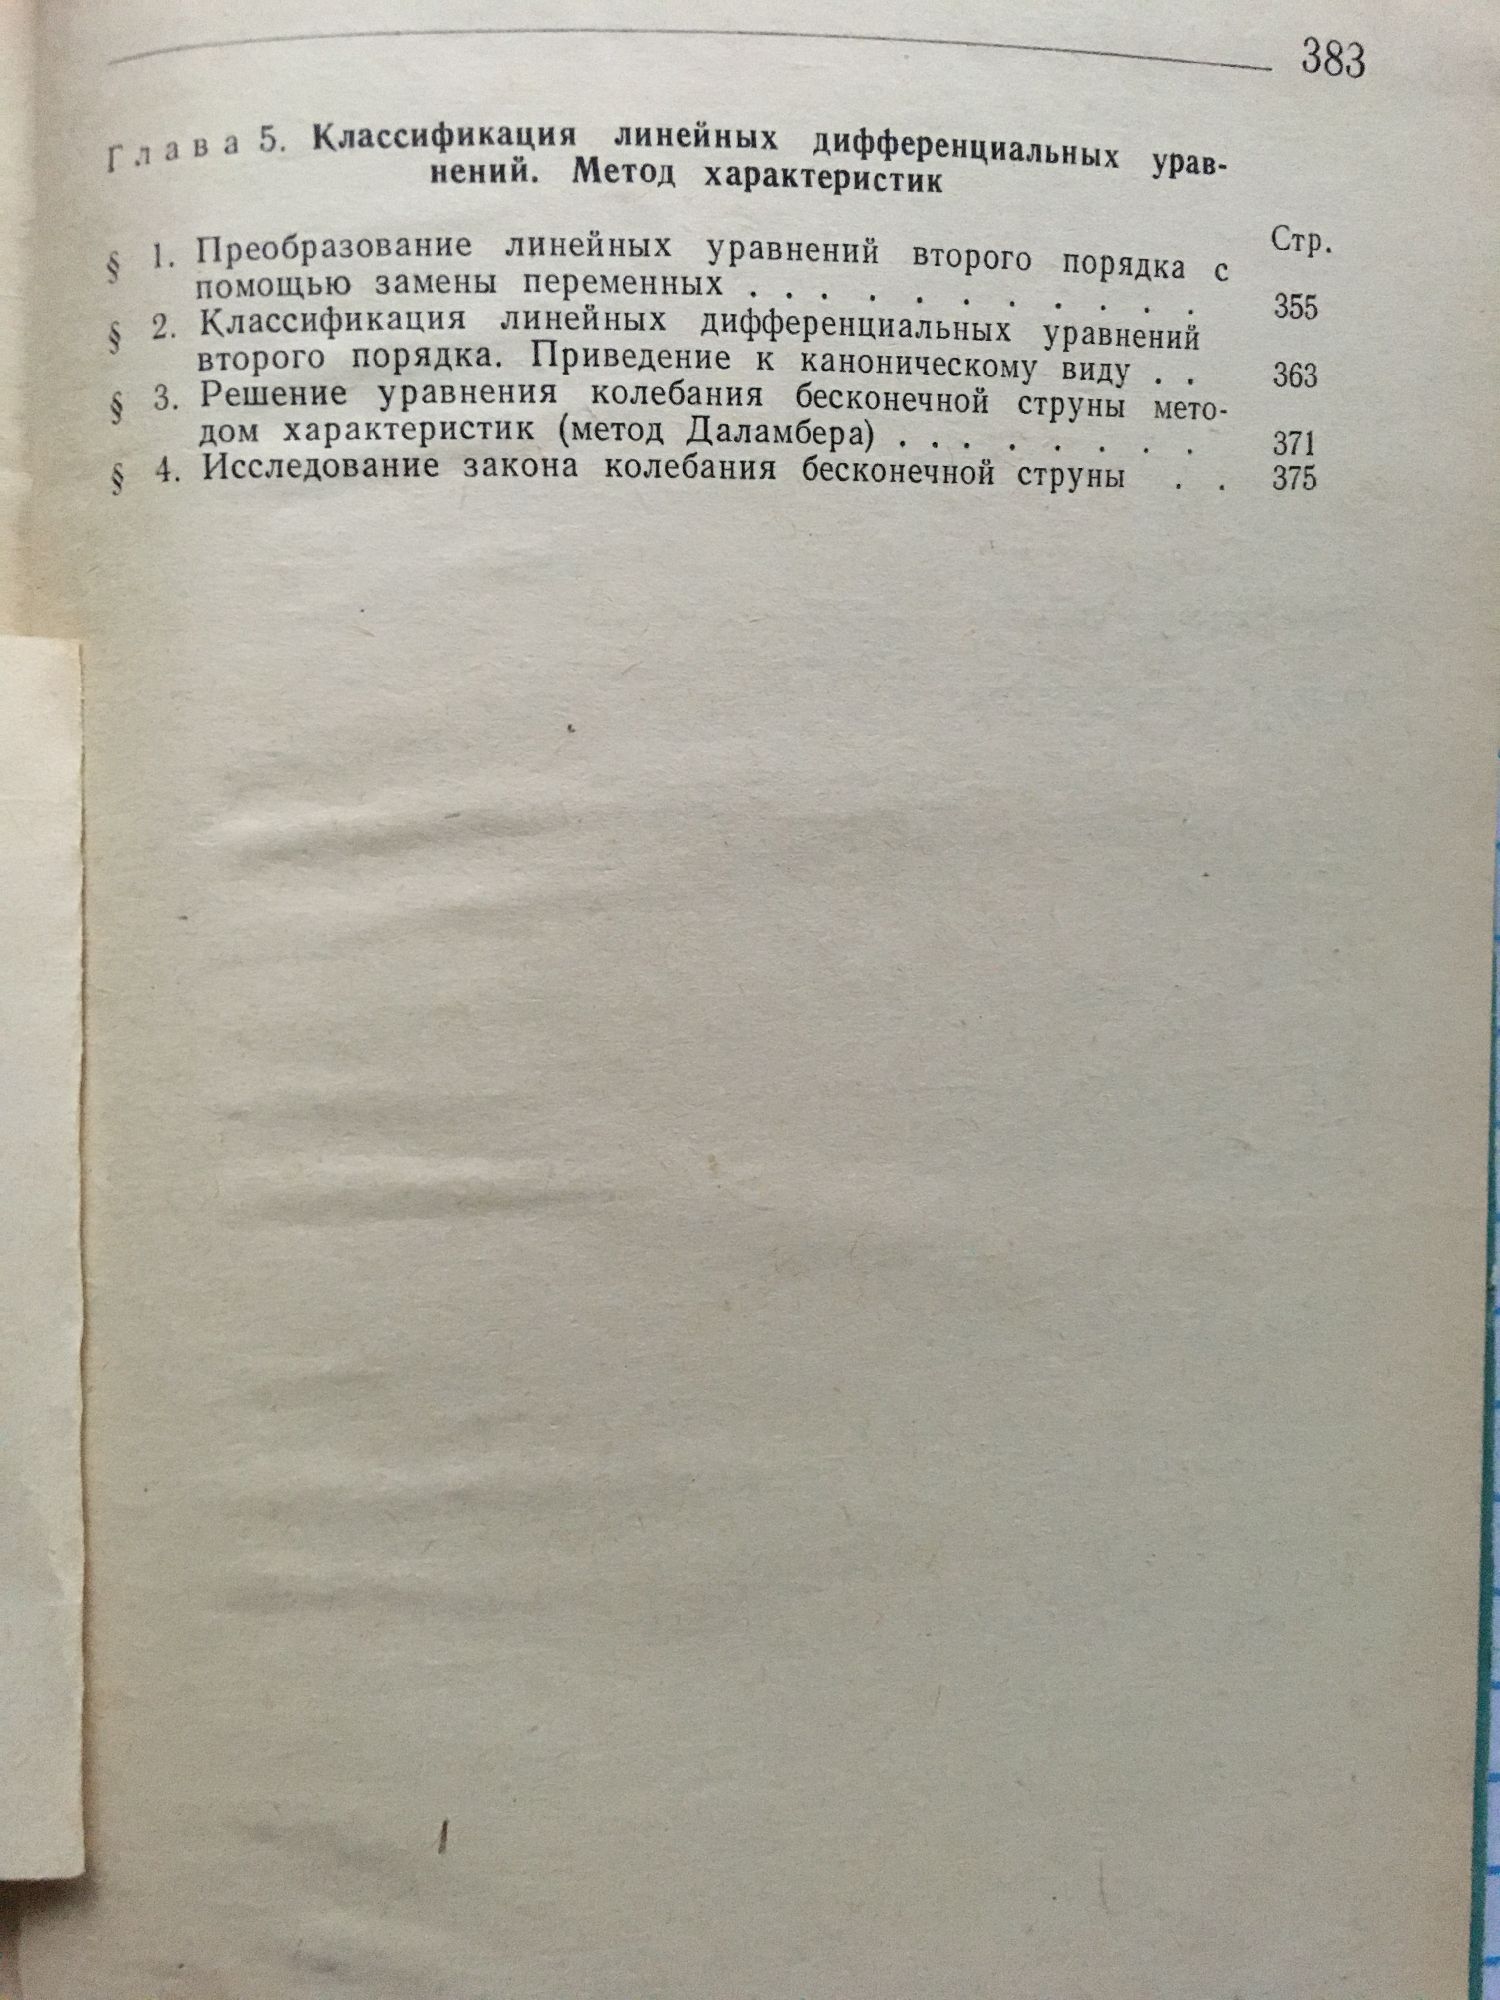 383
Глава 5. Классификация линейных дифференциальных урав-
нений. Метод характеристик
Стр.
§ 1. Преобразование линейных уравнений второго порядка с
помощью замены переменных . . . . . . . . . . 355
§ 2. Классификация линейных дифференциальных уравнений
второго порядка. Приведение к каноническому виду . . 363
§ 3. Решение уравнения колебания бесконечной струны мето-
дом характеристик (метод Даламбера) . . . . . . . . 371
§ 4. Исследование закона колебания бесконечной струны . . 375